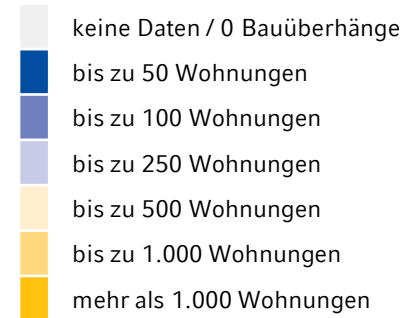 keine Daten / 0 Bauüberhänge
bis zu 50 Wohnungen
bis zu 100 Wohnungen
bis zu 250 Wohnungen
bis zu 500 Wohnungen
bis zu 1.000 Wohnungen
mehr als 1.000 Wohnungen